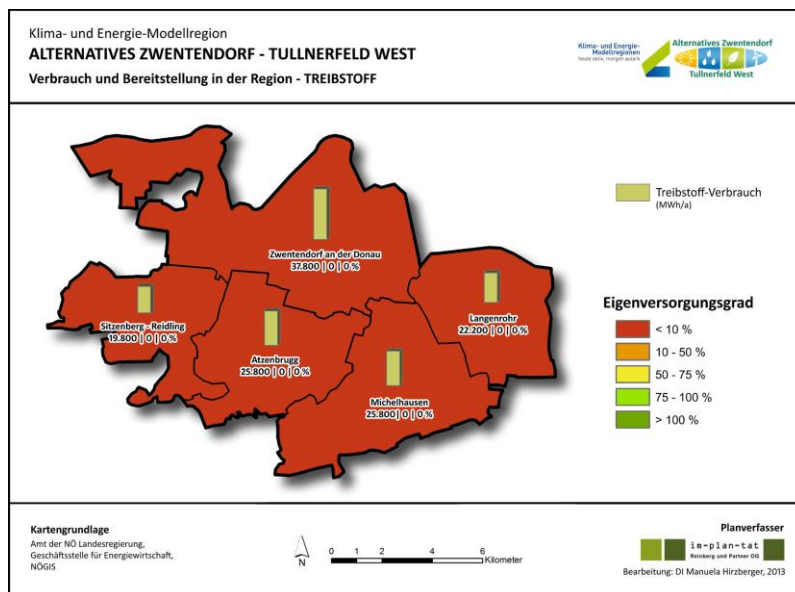 Klima- und Energie-Modellregion
ALTERNATIVES ZWENTENDORF - TULLNERFELD WEST
Verbrauch und Bereitstellung in der Region - TREIBSTOFF
Klima- und Energie-
Modellregionen
heute aktiv, morgen autark
Alternatives Zwentendorf
Tullnerfeld West
Treibstoff-Verbrauch
(MWh/a)
Zwentendorf an der Donau
37.800 | 0 | 0 %
Sitzenberg - Reidling
19.800 | 0 | 0 %
Atzenbrugg
25.800 | 0 | 0 %
Langenrohr
22.200 | 0 | 0 %
Michelhausen
25.800 | 0 | 0 %
Eigenversorgungsgrad
< 10 %
10 - 50 %
50 - 75 %
75 - 100 %
> 100 %
Kartengrundlage
Amt der NÖ Landesregierung,
Geschäftsstelle für Energiewirtschaft,
NÖGIS
N
0 1 2 4 6
Kilometer
Planverfasser
im-plan-tat
Reinberg und Partner OG
Bearbeitung: DI Manuela Hirzberger, 2013